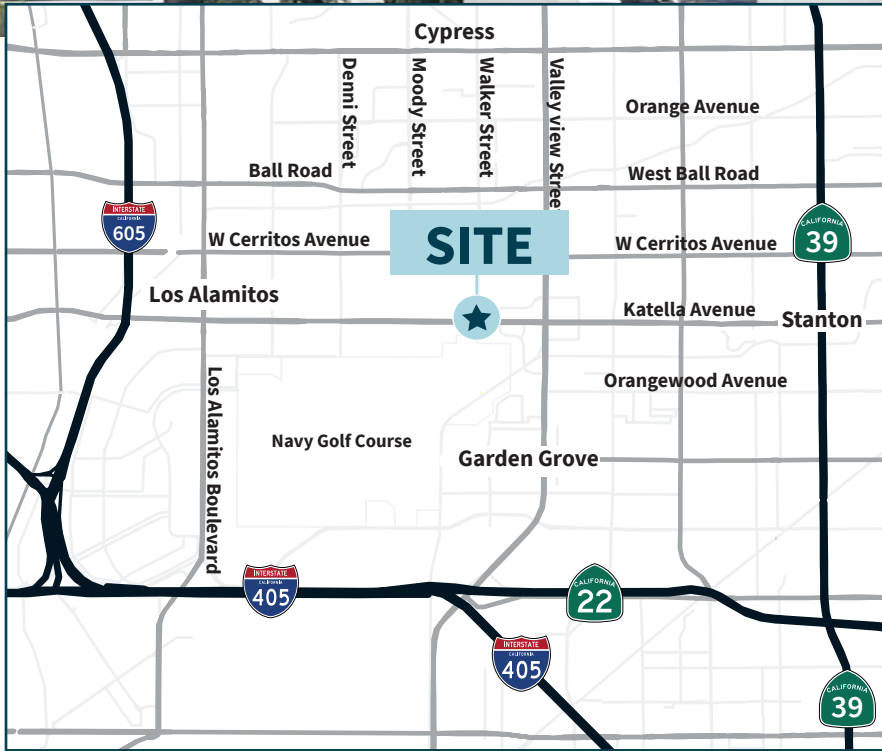 Cypress
Denni Street
Moody Street
Walker Street
Valley view Stree
Orange Avenue
Ball Road
West Ball Road
INTERSTATE
CALIFORNIA
605
W Cerritos Avenue
SITE
W Cerritos Avenue
CALIFORNIA
39
Los Alamitos
Katella Avenue
Stanton
Los Alamitos Boulevard
Orangewood Avenue
Navy Golf Course
Garden Grove
INTERSTATE
CALIFORNIA
405
CALIFORNIA
22
INTERSTATE
CALIFORNIA
405
CALIFORNIA
39